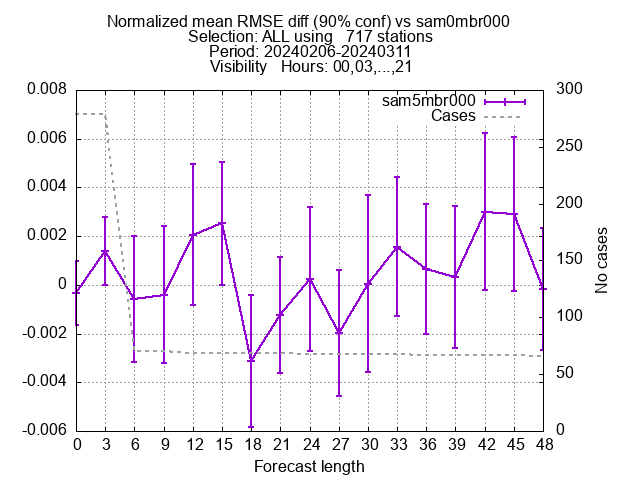 Normalized mean RMSE diff (90% conf) vs sam0mbr000
Selection: ALL using   717 stations
Period: 20240206-20240311
Visibility   Hours: 00,03,...,21
0.008
0.006
0.004
0.002
0
-0.002
-0.004
-0.006
sam5mbr000
Cases
300
250
200
150
100
50
0
No cases
0 3 6 9 12 15 18 21 24 27 30 33 36 39 42 45 48
Forecast length